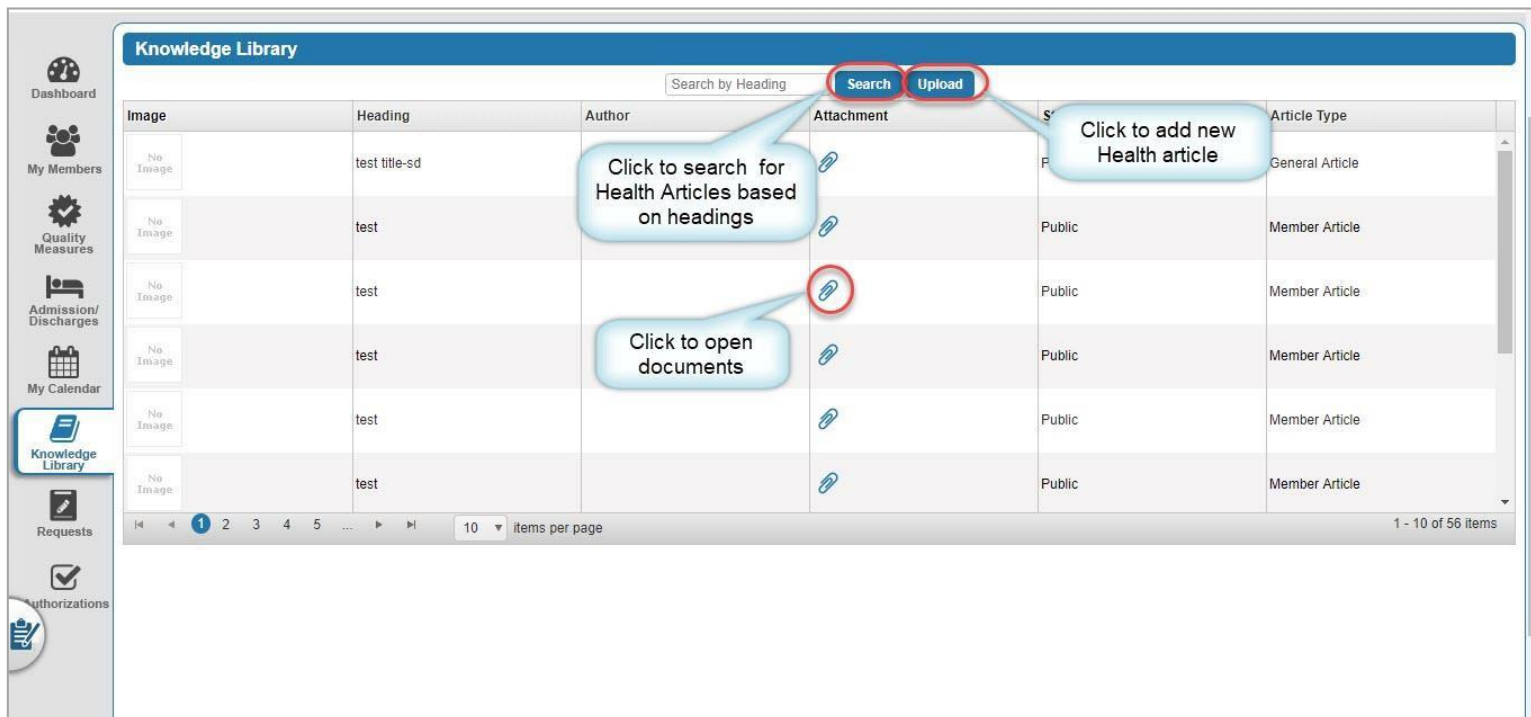 Knowledge Library
Search by Heading Search Upload
Dashboard
My Members
Quality
Measures
Admission/
Discharges
My Calendar
Knowledge
Library
Requests
Authorizations
Image Heading Author Attachment Article Type
No
Image
test title-sd General Article
No
Image
test Public Member Article
No
Image
test Public Member Article
No
Image
test Public Member Article
No
Image
test Public Member Article
No
Image
test Public Member Article
Click to search for
Health Articles based
on headings
Click to add new
Health article
Click to open
documents
1 2 3 4 5 ... 10 items per page 1 - 10 of 56 items